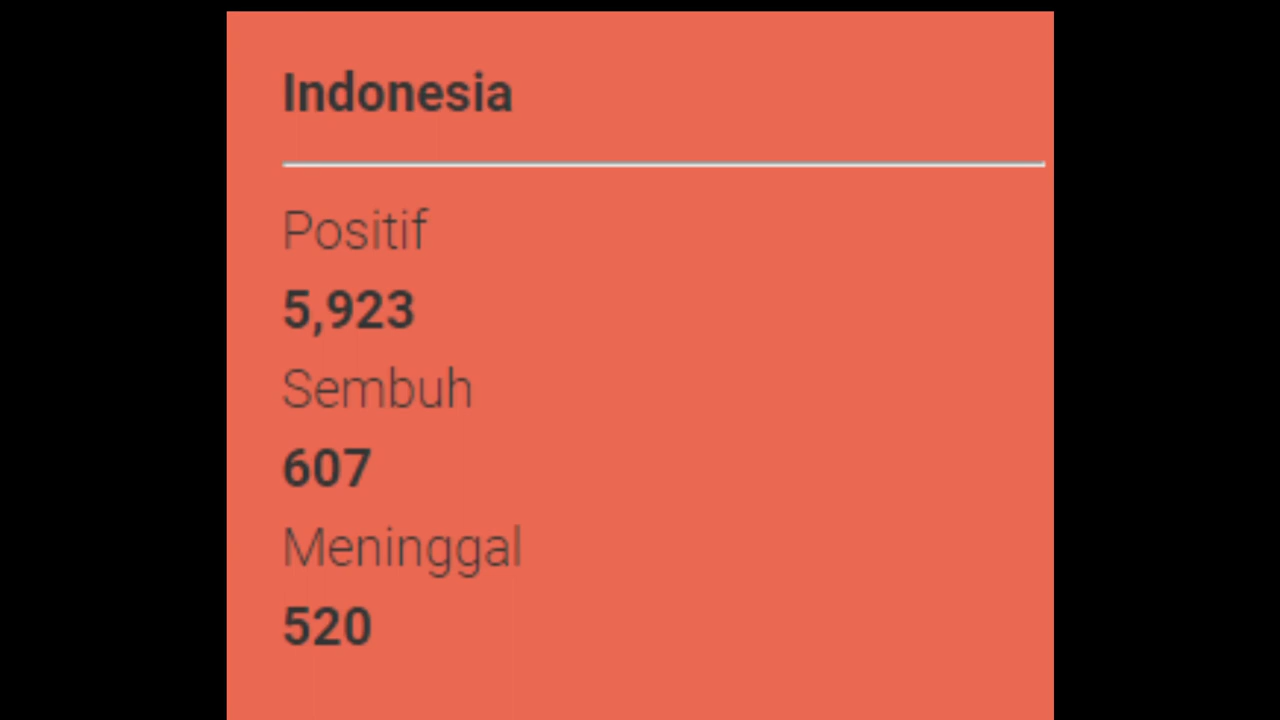 Indonesia
Positif
5,923
Sembuh
607
Meninggal
520